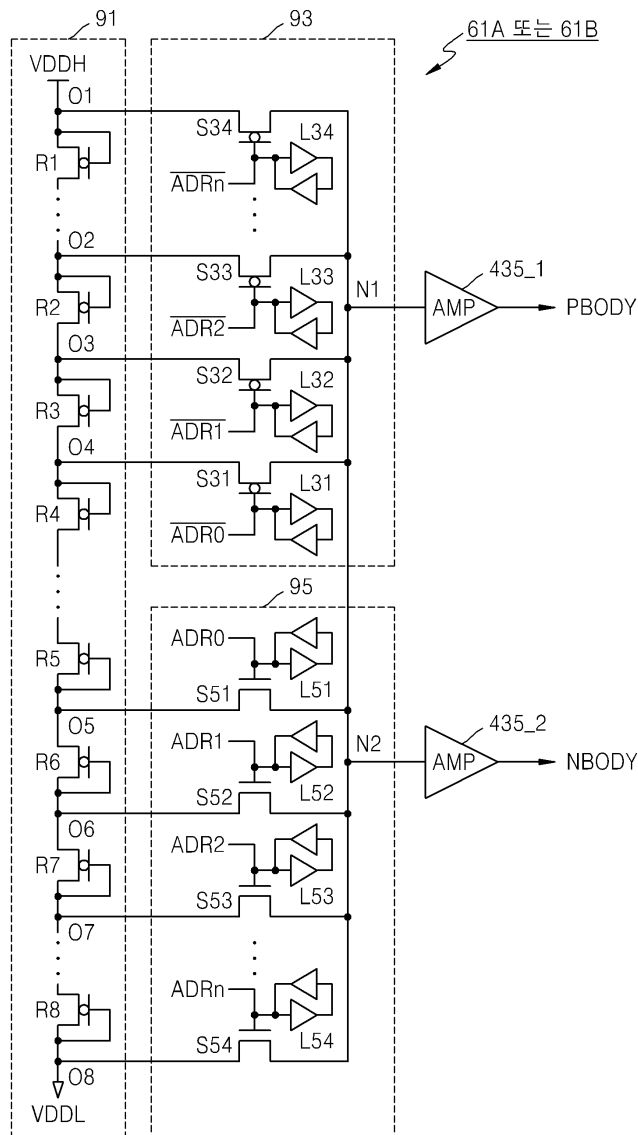 91
93
61A 또는 61B
VDDH
O1
S34
L34
R1
ADRn
O2
S33
L33
N1
435_1
R2
AMP
PBODY
ADR2
O3
S32
L32
R3
ADR1
O4
S31
L31
R4
ADR0
95
ADR0
R5
L51
S51
O5
N2
435_2
ADR1
R6
L52
AMP
NBODY
S52
O6
ADR2
R7
L53
S53
O7
ADRn
R8
L54
S54
O8
VDDL